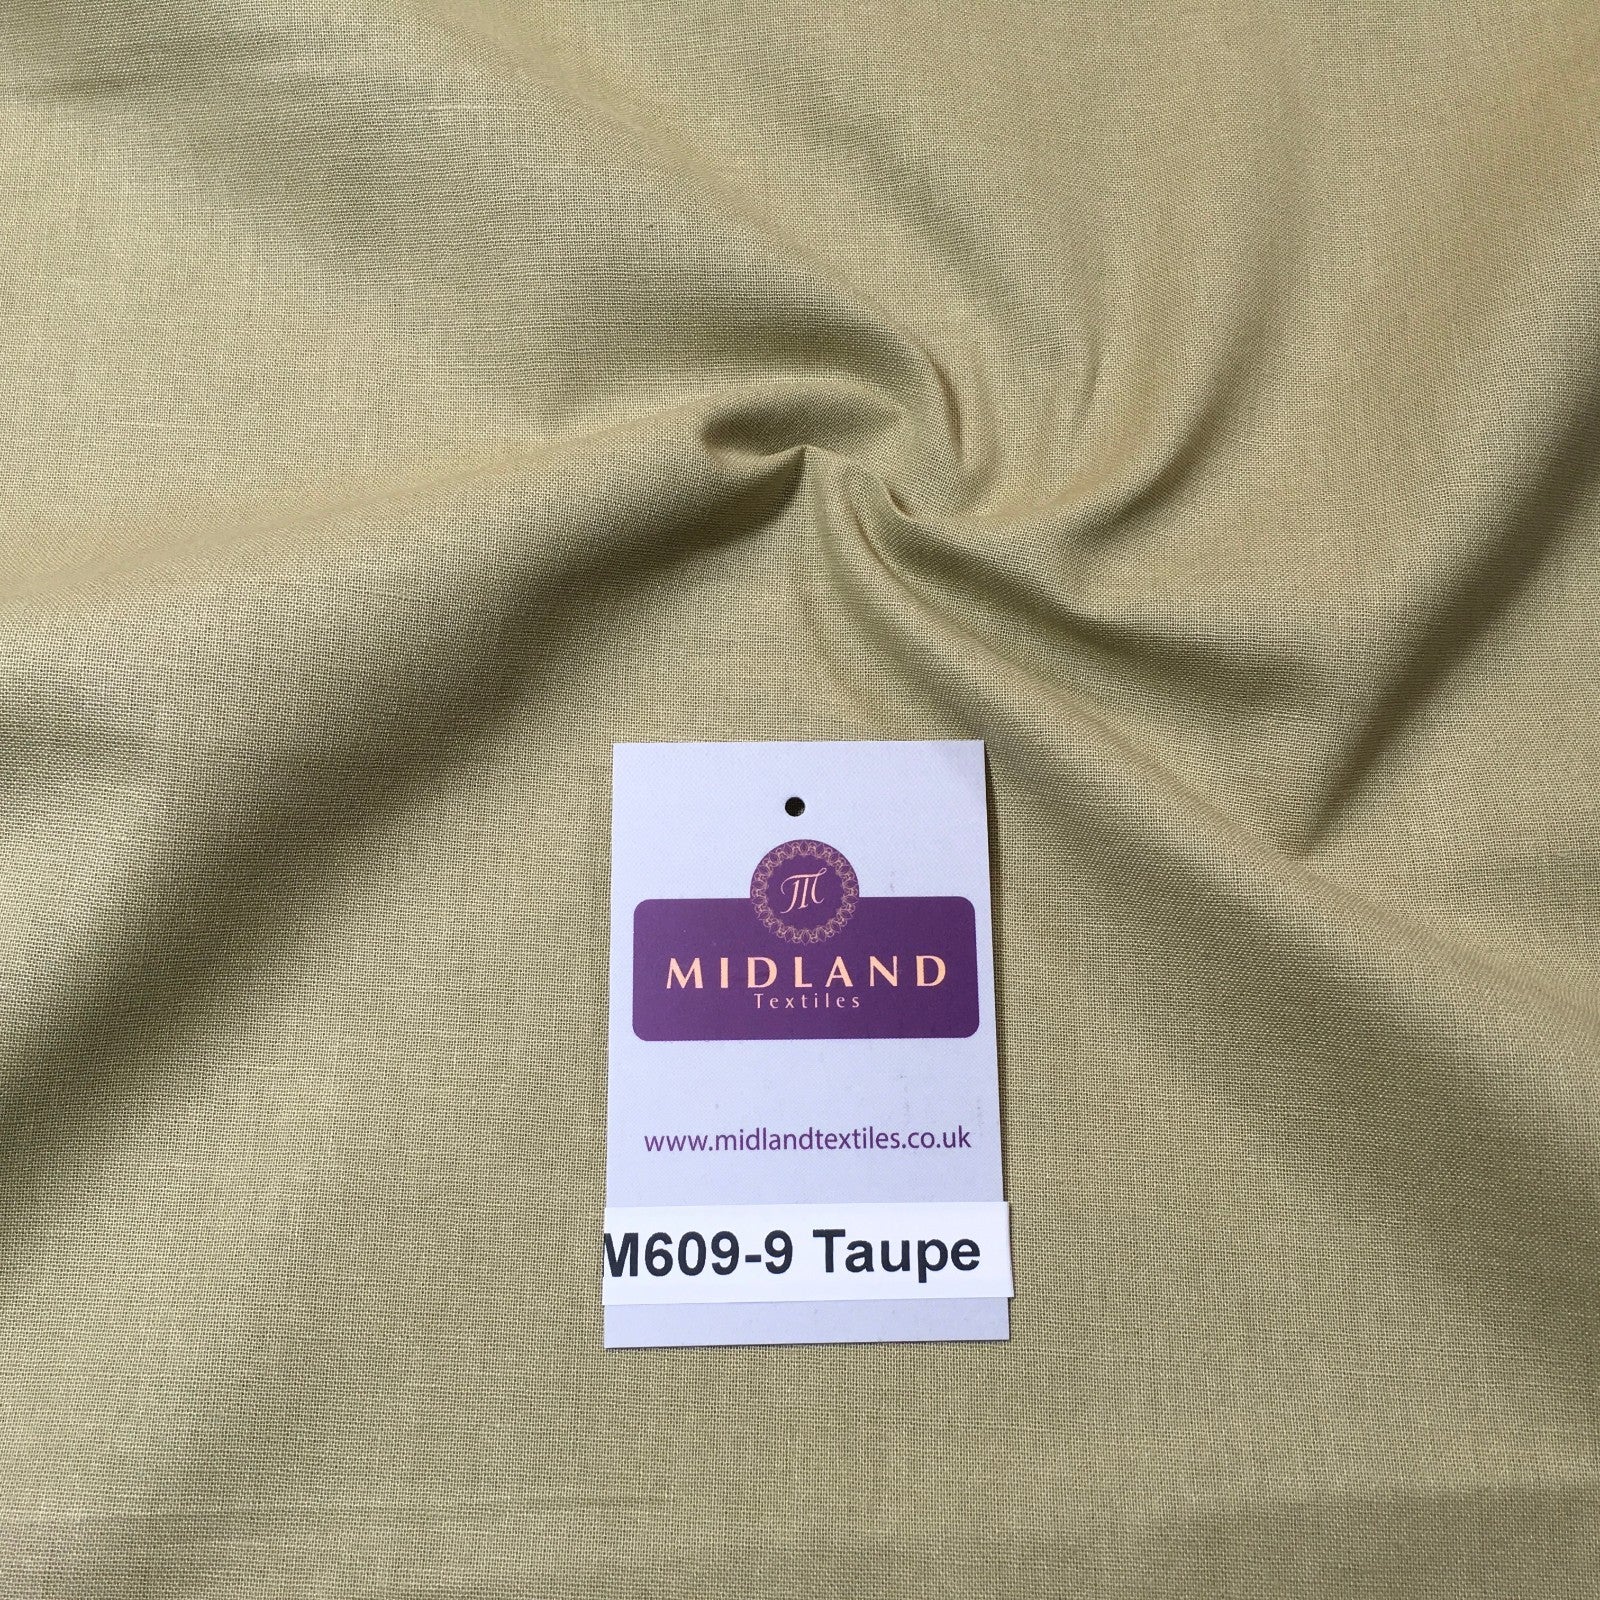 M
MIDLAND
Textiles
www.midlandtextiles.co.uk
M609-9 Taupe